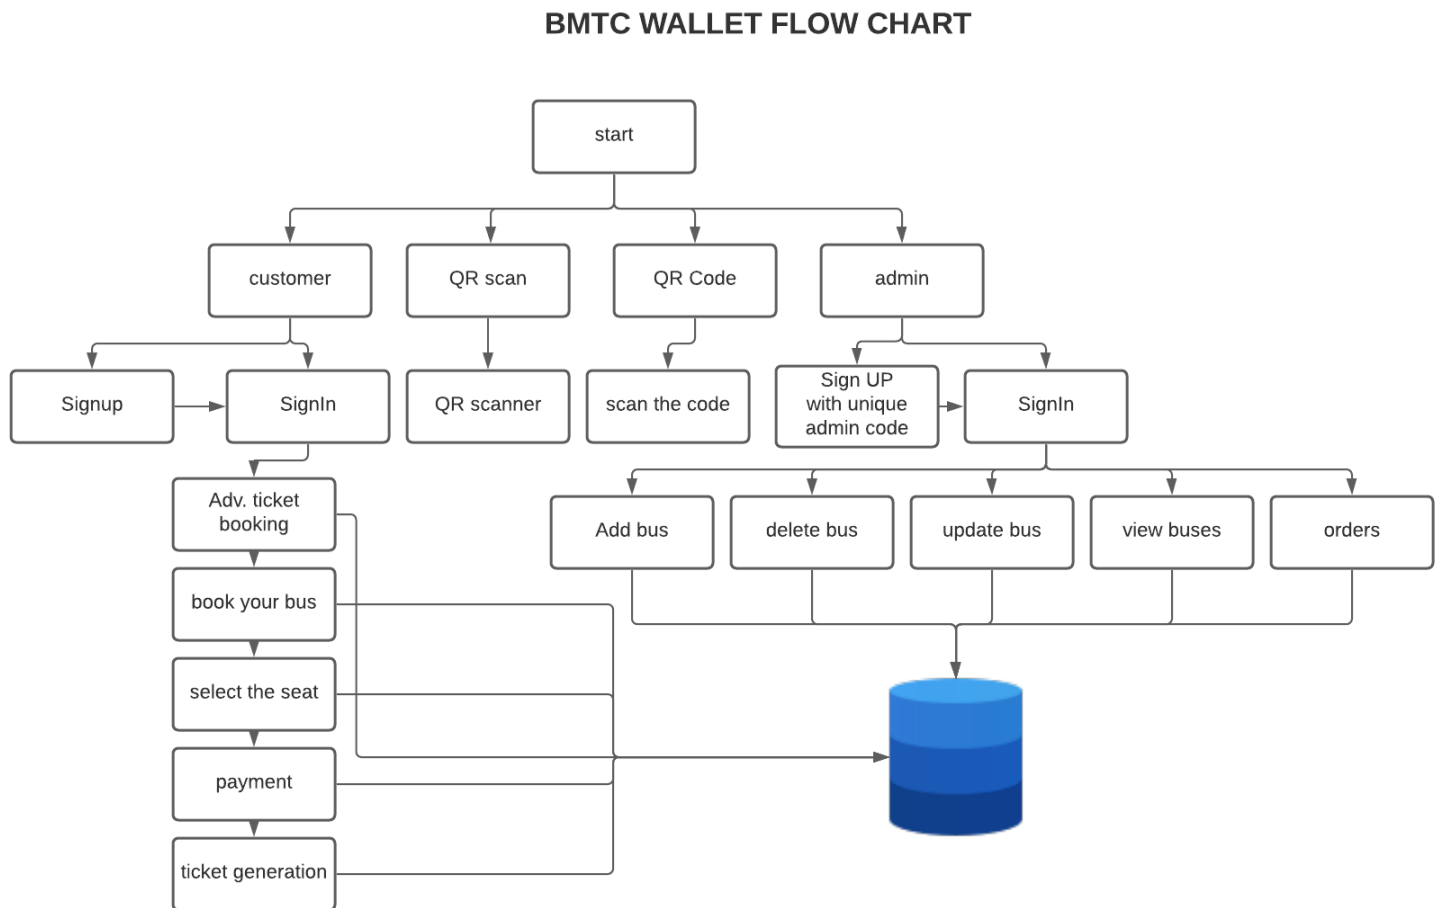 BMTC WALLET FLOW CHART
start
customer
QR scan
QR Code
admin
Signup
SignIn
QR scanner
scan the code
Sign UP
with unique
admin code
SignIn
Adv. ticket
booking
Add bus
delete bus
update bus
view buses
orders
book your bus
select the seat
payment
ticket generation